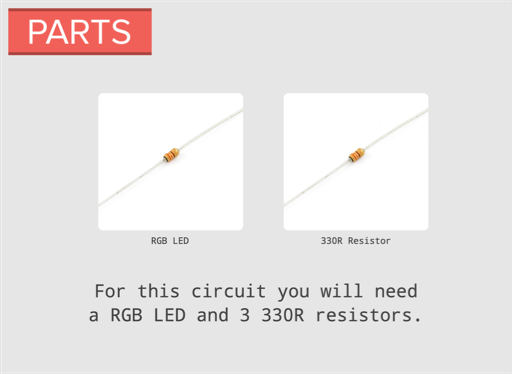 PARTS
RGB LED
330R Resistor
For this circuit you will need
a RGB LED and 3 330R resistors.